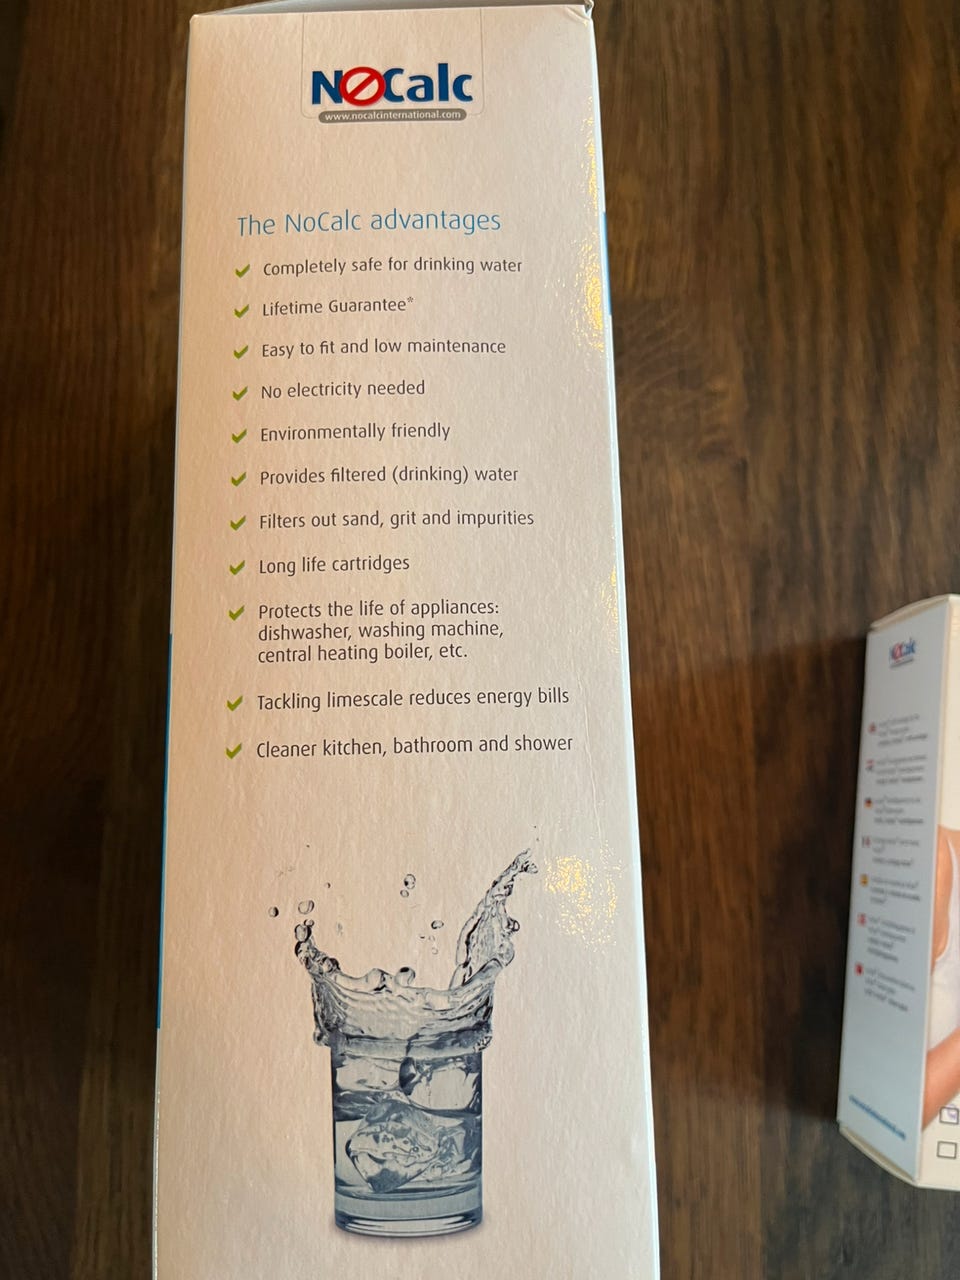 NoCalc
www.nocalcinternational.com
The NoCalc advantages
Completely safe for drinking water
Lifetime Guarantee*
Easy to fit and low maintenance
No electricity needed
Environmentally friendly
Provides filtered (drinking) water
Filters out sand, grit and impurities
Long life cartridges
Protects the life of appliances:
dishwasher, washing machine,
central heating boiler, etc.
Tackling limescale reduces energy bills
Cleaner kitchen, bathroom and shower
NoCalc